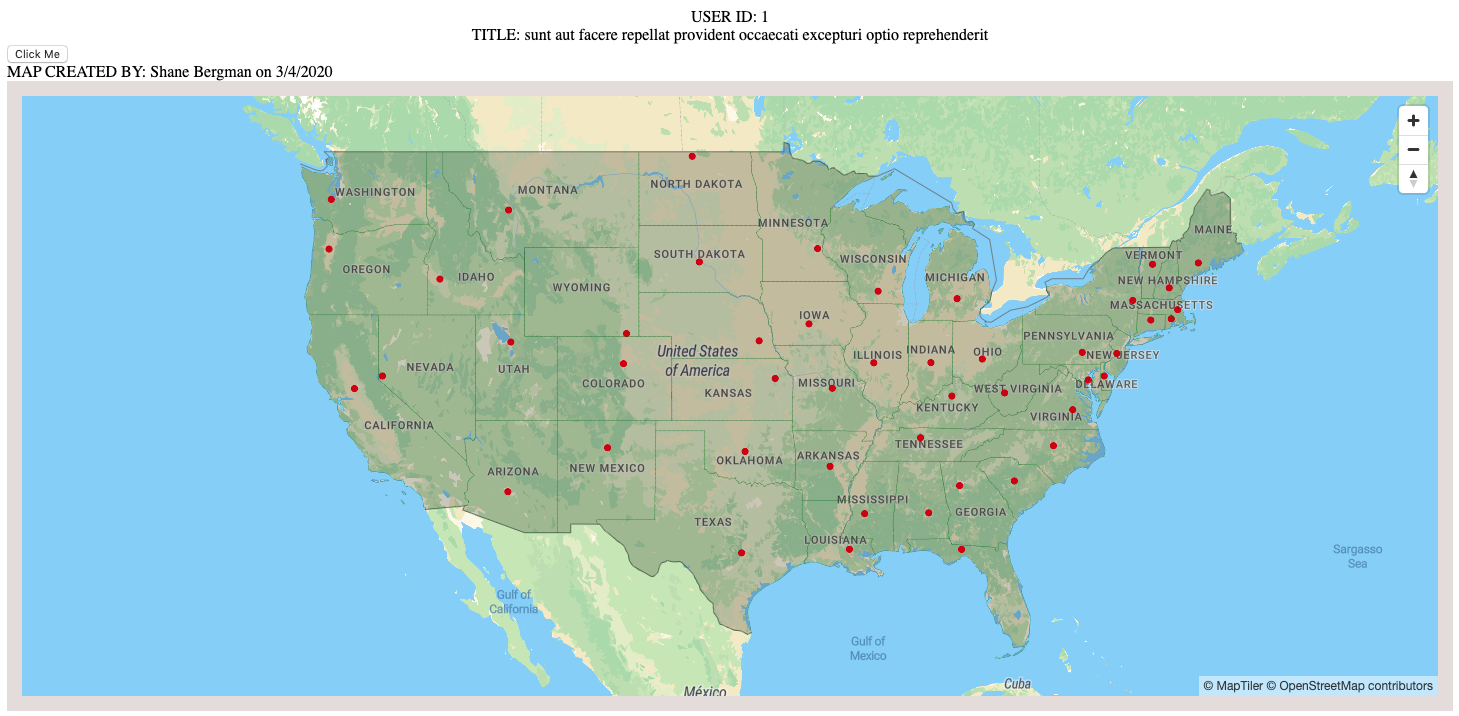 USER ID: 1
TITLE: sunt aut facere repellat provident occaecati excepturi optio reprehenderit
Click Me
MAP CREATED BY: Shane Bergman on 3/4/2020
+
−
WASHINGTON
MONTANA
NORTH DAKOTA
MINNESOTA
MAINE
OREGON
IDAHO
SOUTH DAKOTA
WISCONSIN
VERMONT
WYOMING
MICHIGAN
NEW HAMPSHIRE
IOWA
MASSACHUSETTS
NEVADA
UTAH
United States
of America
ILLINOIS
INDIANA
OHIO
PENNSYLVANIA
NEW JERSEY
COLORADO
KANSAS
MISSOURI
WEST VIRGINIA
DELAWARE
CALIFORNIA
KENTUCKY
VIRGINIA
ARIZONA
NEW MEXICO
OKLAHOMA
ARKANSAS
TENNESSEE
TEXAS
MISSISSIPPI
GEORGIA
LOUISIANA
Sargasso
Sea
Gulf of
California
Gulf of
Mexico
México
Cuba
© MapTiler © OpenStreetMap contributors